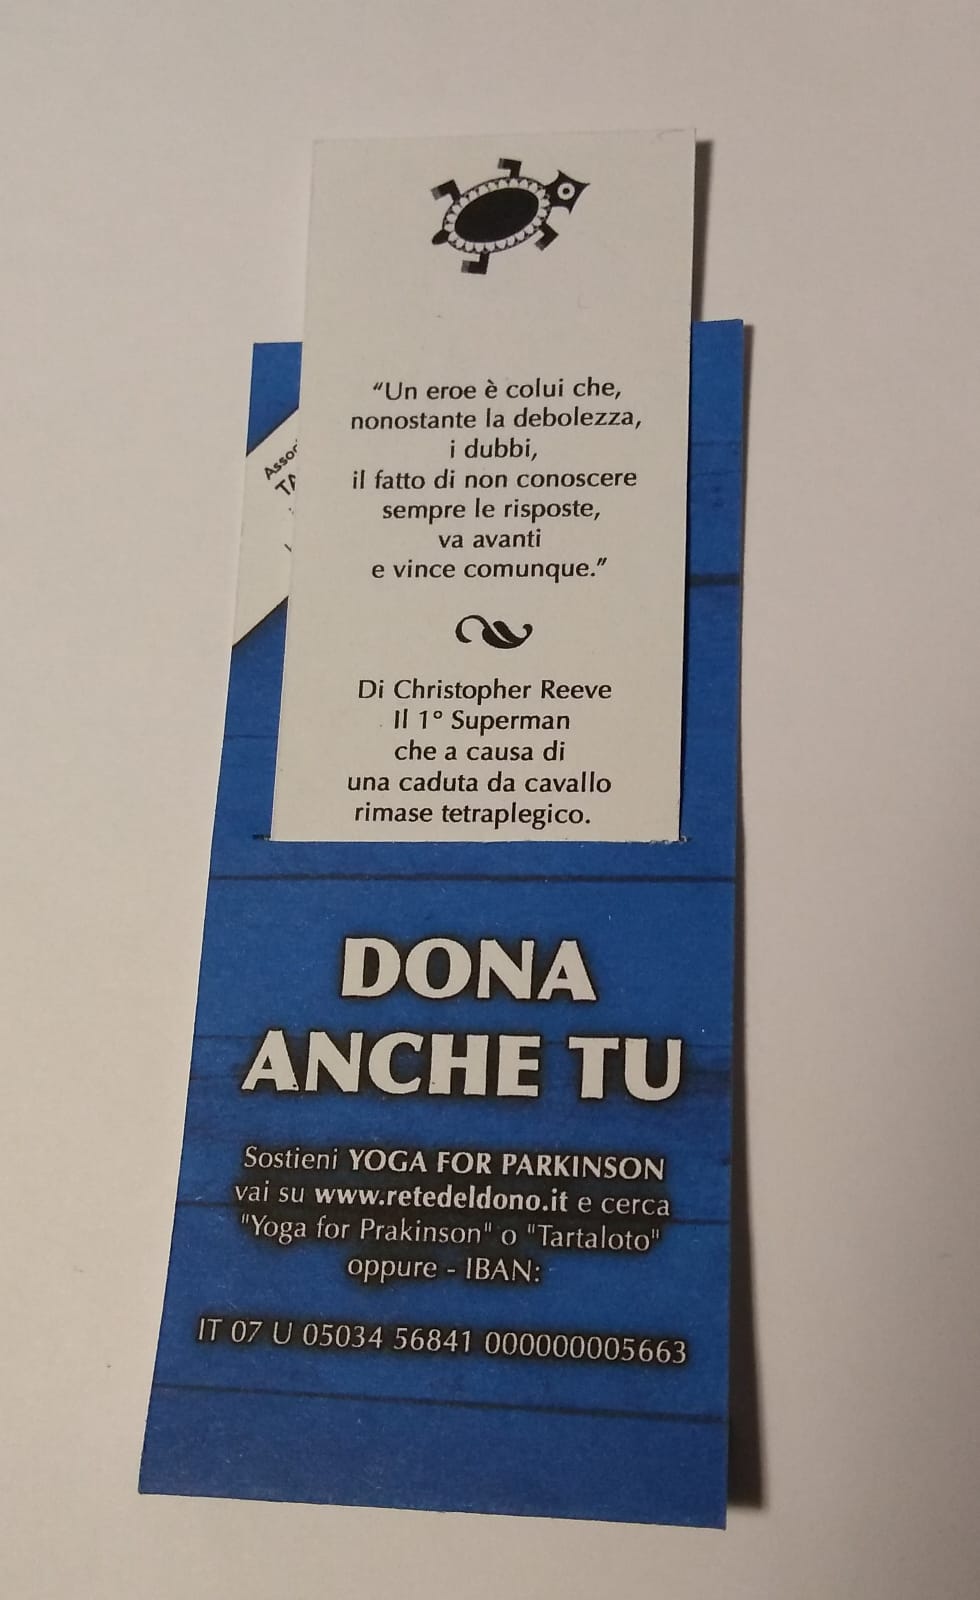 "Un eroe è colui che,
nonostante la debolezza,
i dubbi,
il fatto di non conoscere
sempre le risposte,
va avanti
e vince comunque."
Di Christopher Reeve
Il 1° Superman
che a causa di
una caduta da cavallo
rimase tetraplegico.
DONA
ANCHE TU
Sostieni YOGA FOR PARKINSON
vai su www.retedeldono.it e cerca
"Yoga for Prakinson" o "Tartaloto"
oppure - IBAN:
IT 07 U 05034 56841 000000005663